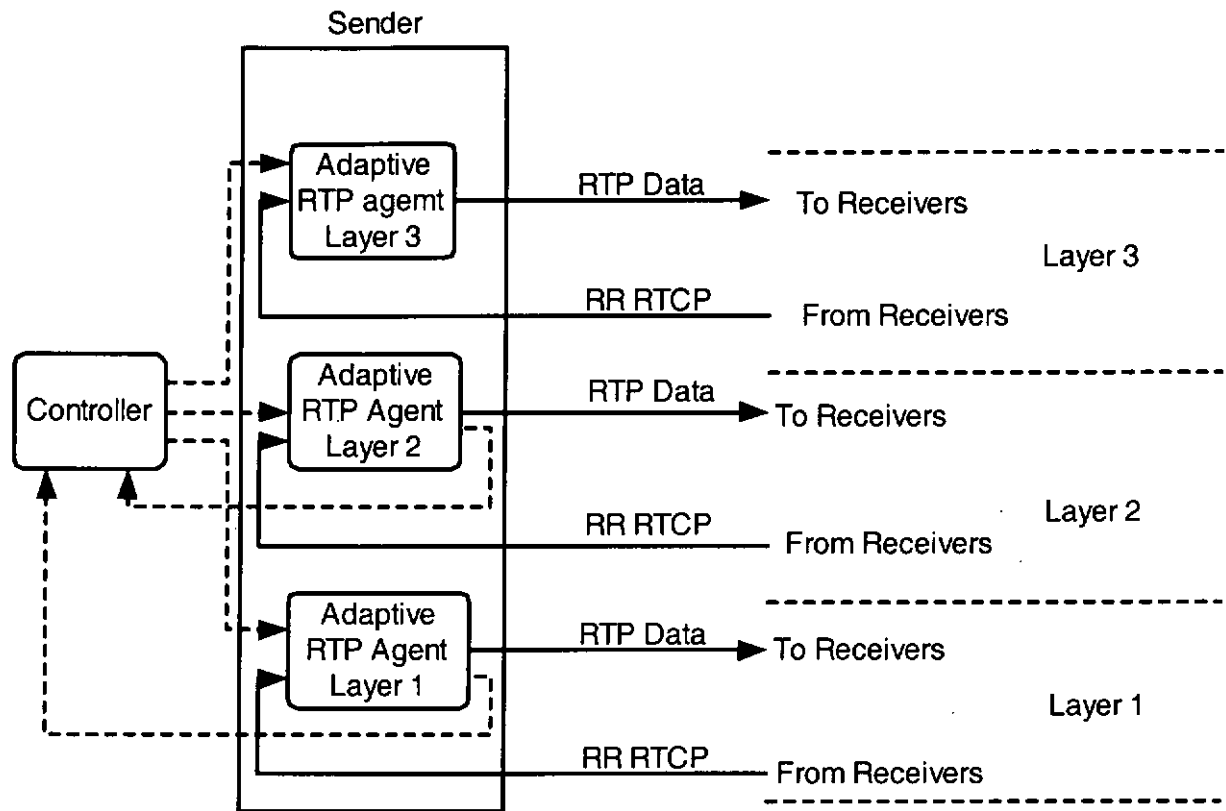 Sender
Adaptive
RTP agemt
Layer 3
RTP Data
To Receivers
Layer 3
RR RTCP
From Receivers
Controller
Adaptive
RTP Agent
Layer 2
RTP Data
To Receivers
Layer 2
RR RTCP
From Receivers
Adaptive
RTP Agent
Layer 1
RTP Data
To Receivers
Layer 1
RR RTCP
From Receivers